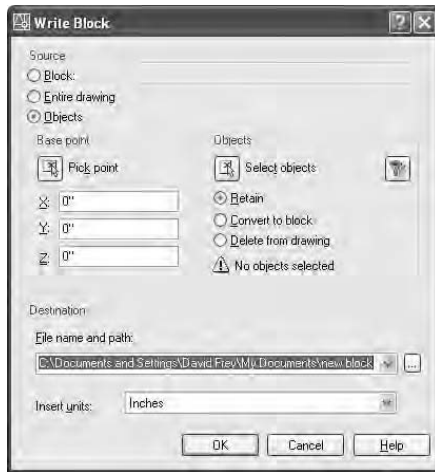 Write Block
Source
Block:
Entire drawing
Objects
Base point
Pick point
X: 0"
Y: 0"
Z: 0"
Objects
Select objects
Retain
Convert to block
Delete from drawing
No objects selected
Destination
File name and path:
C:\Documents and Settings\David Frey\My Documents\new block
...
Insert units: Inches
OK Cancel Help